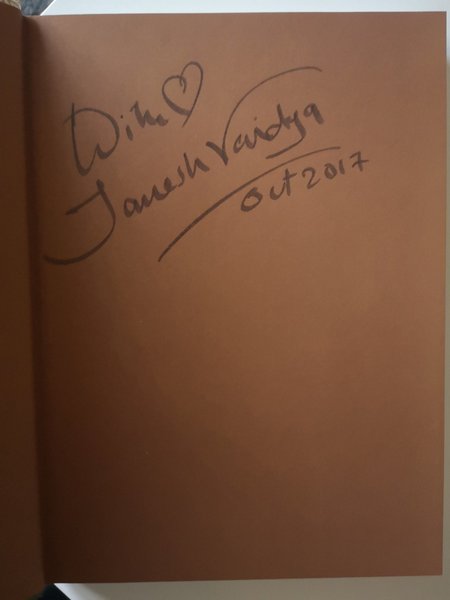 With ♡
Janesh Vaidya
Oct 2017